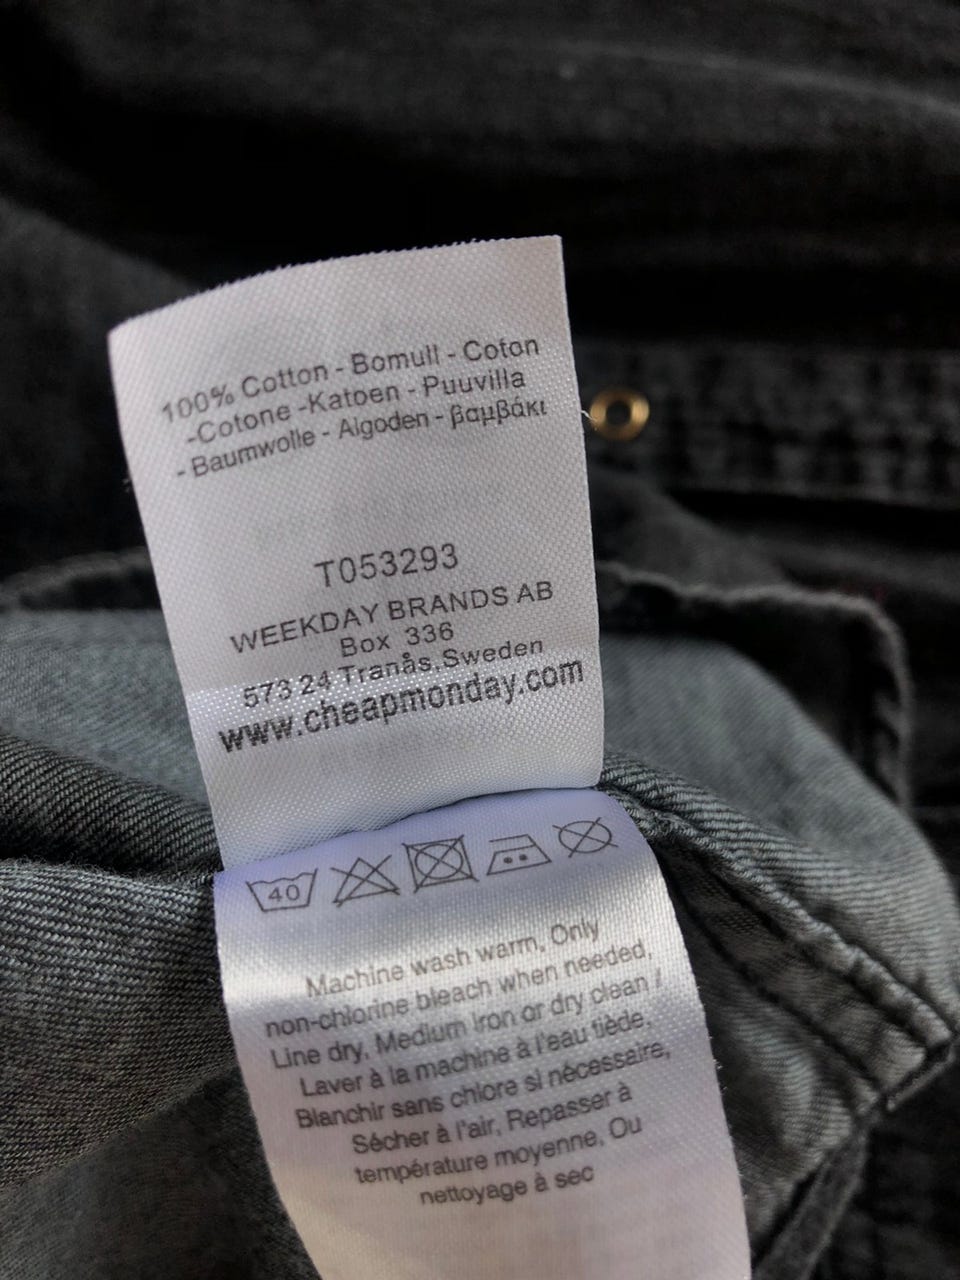 100% Cotton - Bomull - Coton
-Cotone -Katoen - Puuvilla
- Baumwolle - Algoden - βαμβάκι
T053293
WEEKDAY BRANDS AB
Box 336
573 24 Tranås.Sweden
www.cheapmonday.com
40
Machine wash warm, Only
non-chlorine bleach when needed,
Line dry, Medium iron or dry clean /
Laver à la machine à l'eau tiède,
Blanchir sans chlore si nécessaire,
Sécher à l'air, Repasser à
température moyenne, Ou
nettoyage à sec